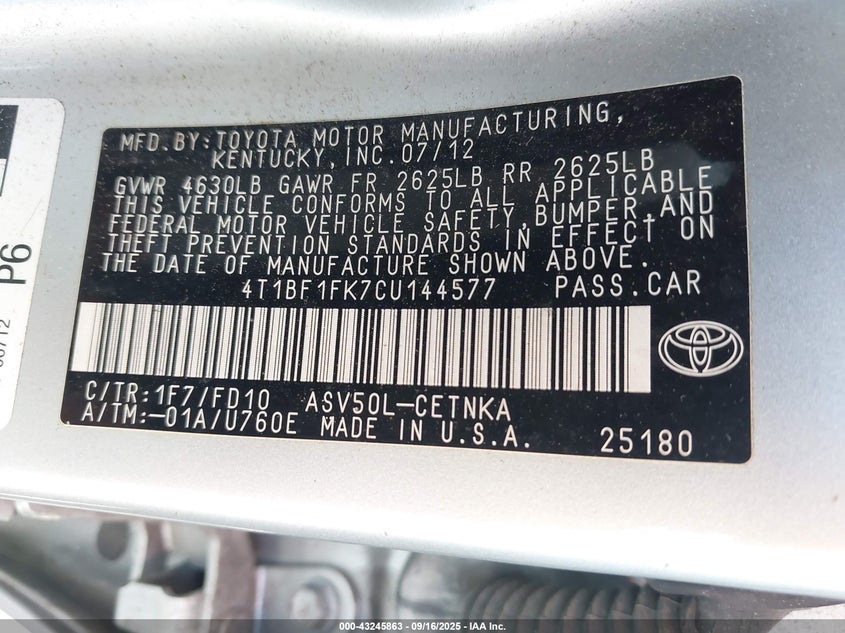 MFD.BY:TOYOTA MOTOR MANUFACTURING,
KENTUCKY,INC.07/12
GVWR 4630LB GAWR FR 2625LB RR 2625LB
THIS VEHICLE CONFORMS TO ALL APPLICABLE
FEDERAL MOTOR VEHICLE SAFETY,BUMPER,AND
THEFT PREVENTION STANDARDS IN EFFECT ON
THE DATE OF MANUFACTURE SHOWN ABOVE.
4T1BF1FK7CU144577 PASS.CAR
C/TR:1F7/FD10 ASV50L-CETNKA
A/TM:-01A/U760E MADE IN U.S.A. 25180
P6
000-43245863 - 09/16/2025 - IAA Inc.